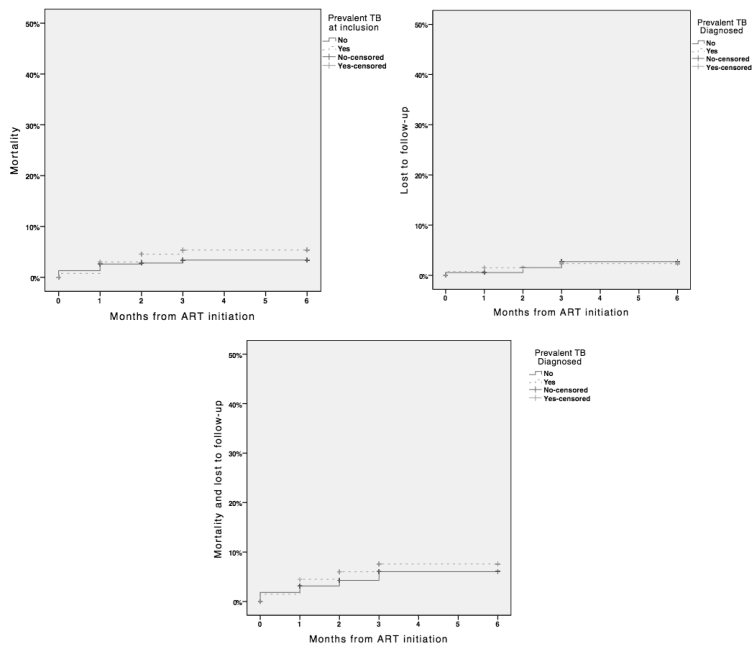 Prevalent TB
at inclusion
No
Yes
No-censored
Yes-censored
50%
40%
30%
20%
10%
0%
Mortality
0 1 2 3 4 5 6
Months from ART initiation
Prevalent TB
Diagnosed
No
Yes
No-censored
Yes-censored
50%
40%
30%
20%
10%
0%
Lost to follow-up
0 1 2 3 4 5 6
Months from ART initiation
Prevalent TB
Diagnosed
No
Yes
No-censored
Yes-censored
50%
40%
30%
20%
10%
0%
Mortality and lost to follow-up
0 1 2 3 4 5 6
Months from ART initiation